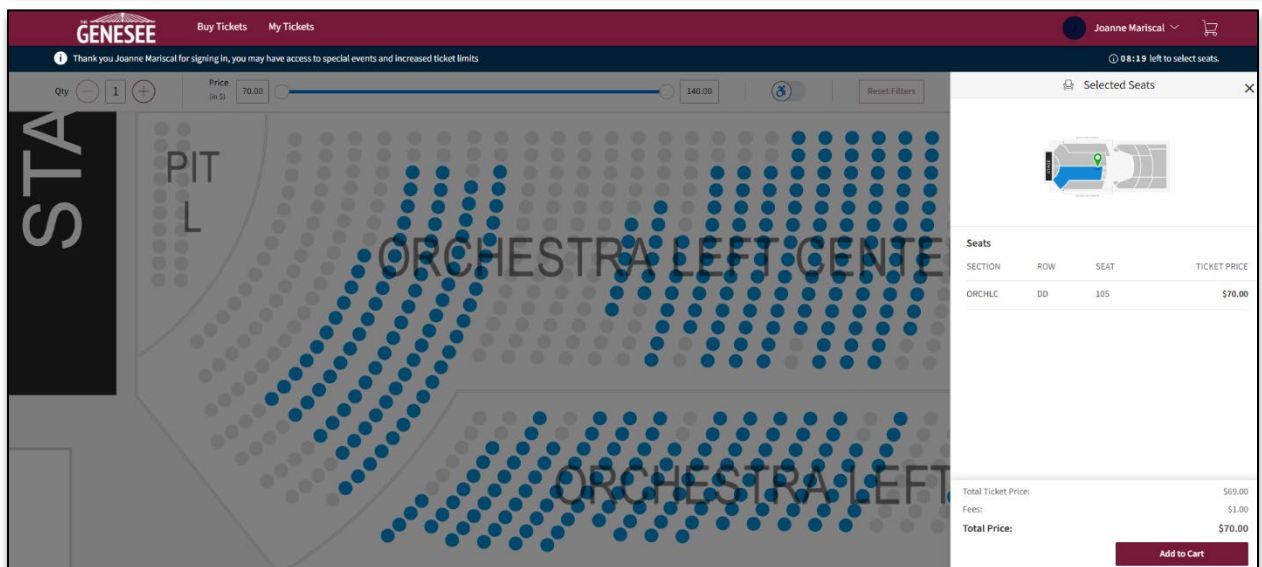 THE
GENESEE
Buy Tickets My Tickets
Joanne Mariscal
Thank you Joanne Mariscal for signing in, you may have access to special events and increased ticket limits
08:19 left to select seats.
Qty 1
Price
(in $)
70.00
140.00
Reset Filters
Selected Seats
STA
PIT
L
ORCHESTRA LEFT CENTE
ORCHESTRA LEFT
Seats
SECTION ROW SEAT TICKET PRICE
ORCHLC DD 105 $70.00
Total Ticket Price: $69.00
Fees: $1.00
Total Price: $70.00
Add to Cart